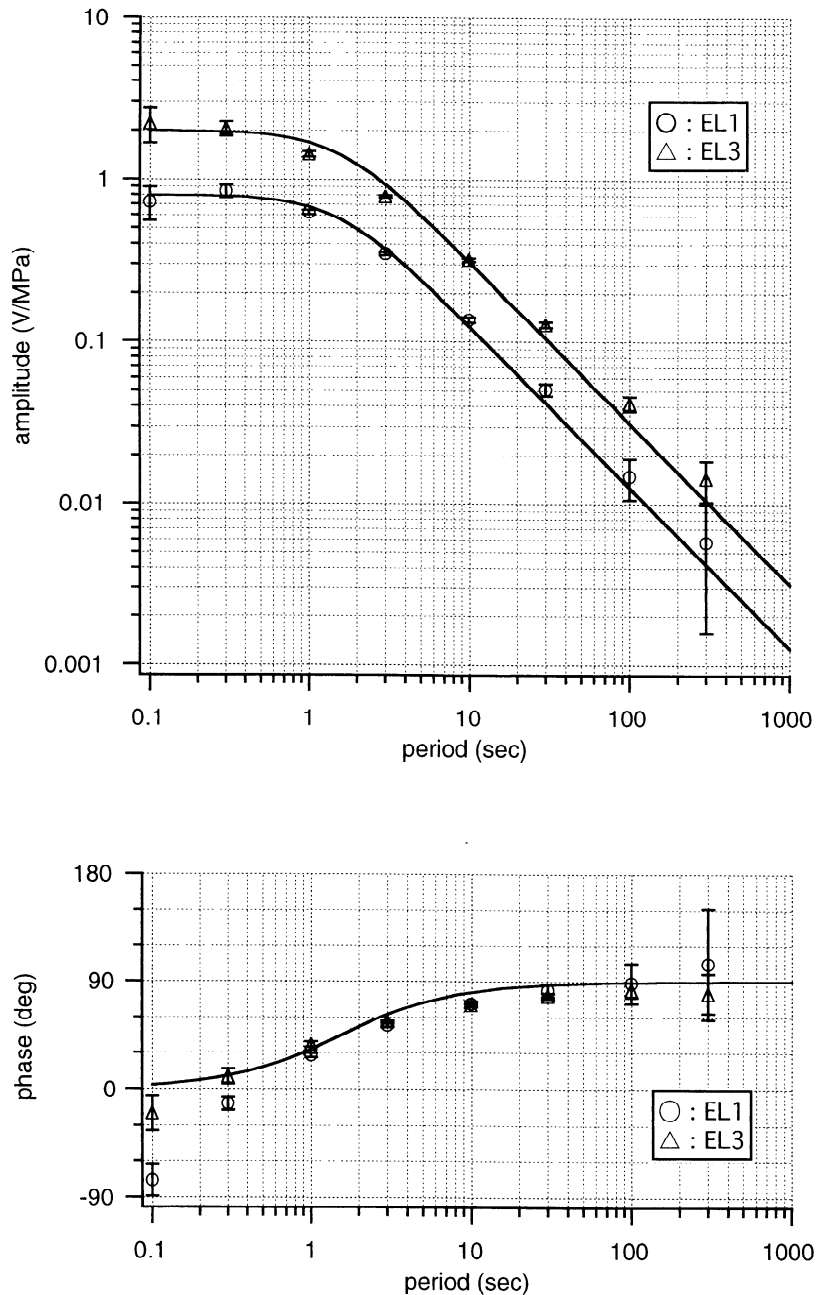 10
1
0.1
0.01
0.001
amplitude (V/MPa)
○ : EL1
△ : EL3
0.1 1 10 100 1000
period (sec)
180
90
0
-90
phase (deg)
○ : EL1
△ : EL3
0.1 1 10 100 1000
period (sec)